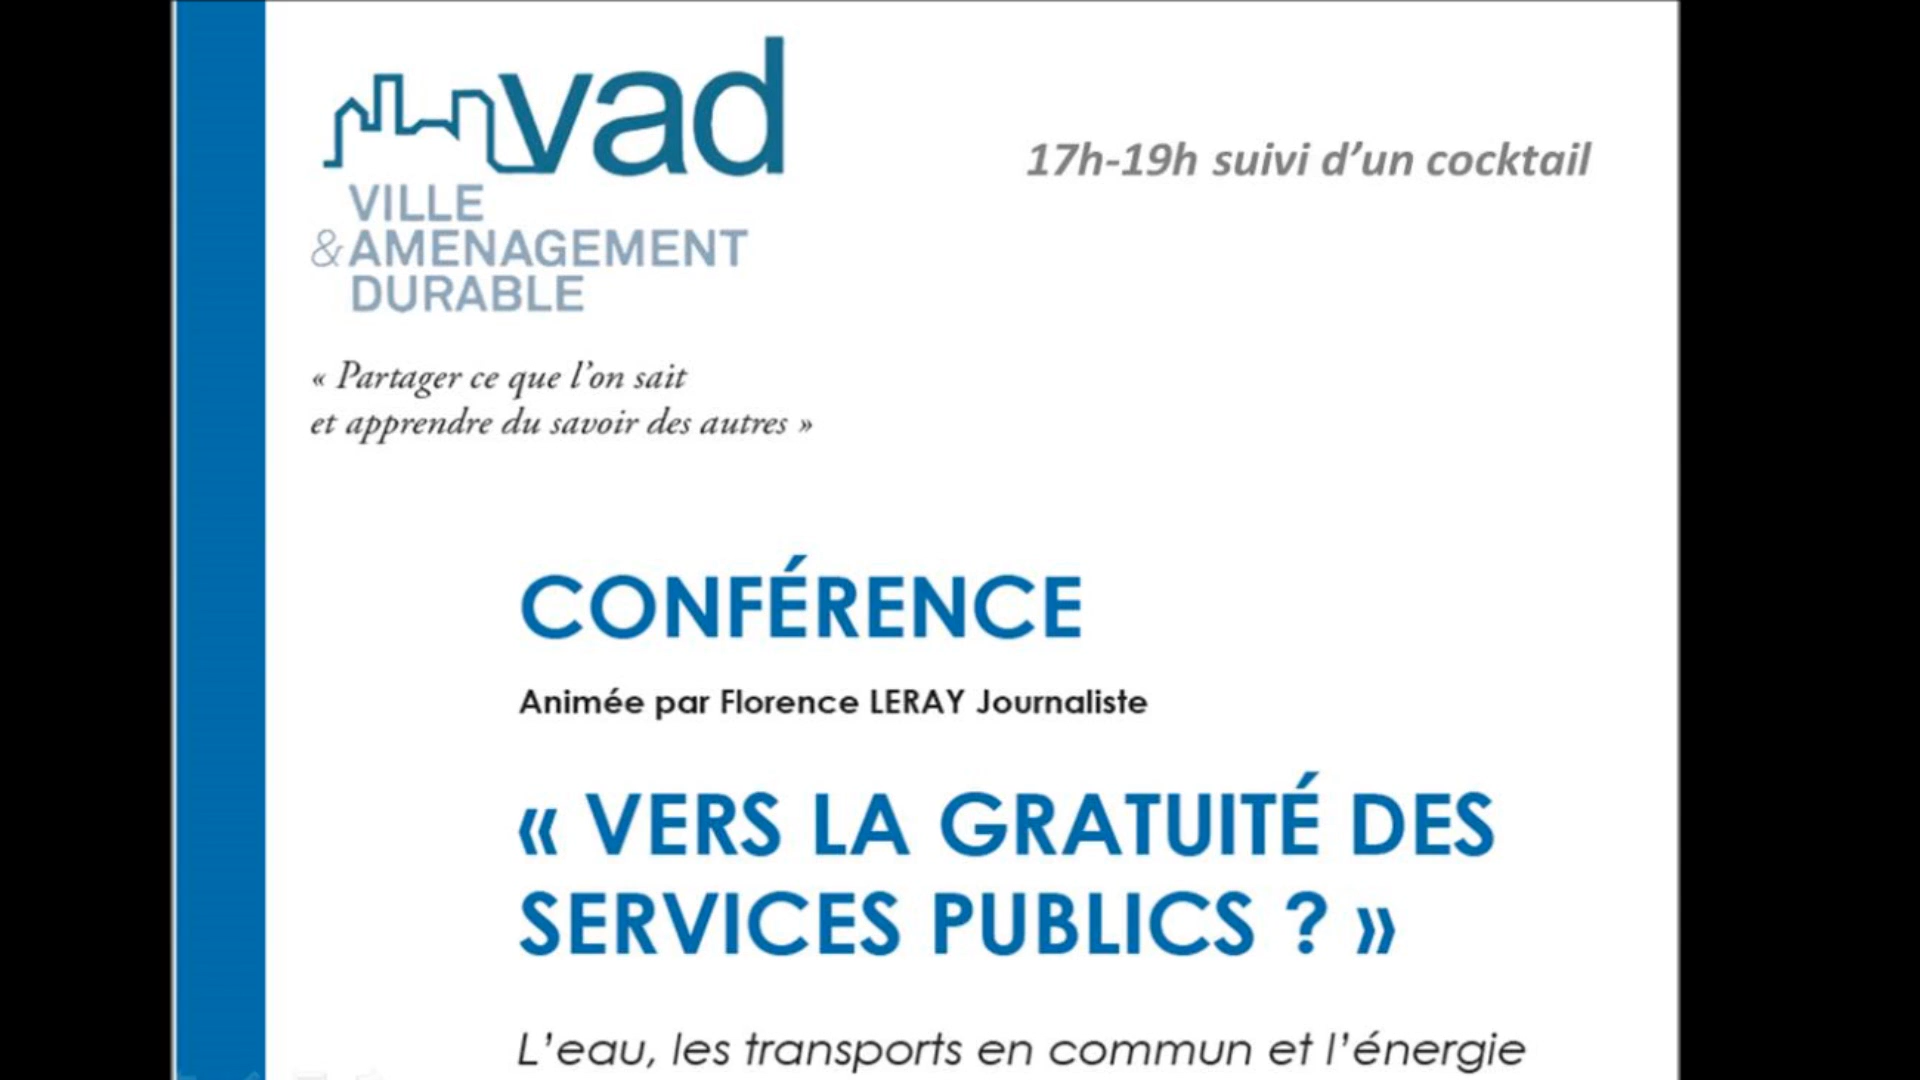 vad
VILLE
& AMENAGEMENT
DURABLE
17h-19h suivi d’un cocktail
« Partager ce que l’on sait
et apprendre du savoir des autres »
CONFÉRENCE
Animée par Florence LERAY Journaliste
« VERS LA GRATUITÉ DES
SERVICES PUBLICS ? »
L’eau, les transports en commun et l’énergie